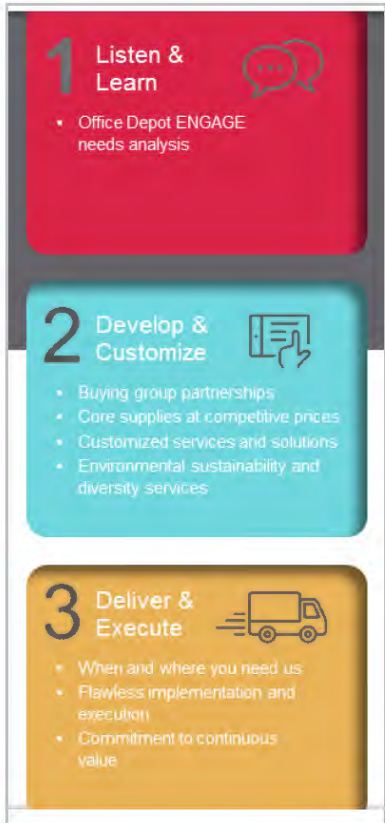 1 Listen &
Learn
• Office Depot ENGAGE
needs analysis
2 Develop &
Customize
• Buying group partnerships
• Core supplies at competitive prices
• Customized services and solutions
• Environmental sustainability and
diversity services
3 Deliver &
Execute
• When and where you need us
• Flawless implementation and
execution
• Commitment to continuous
value